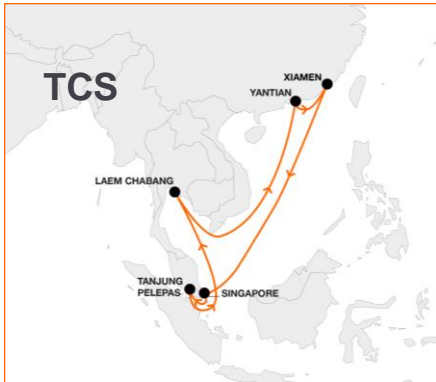 TCS
XIAMEN
YANTIAN
LAEM CHABANG
TANJUNG
PELEPAS
SINGAPORE